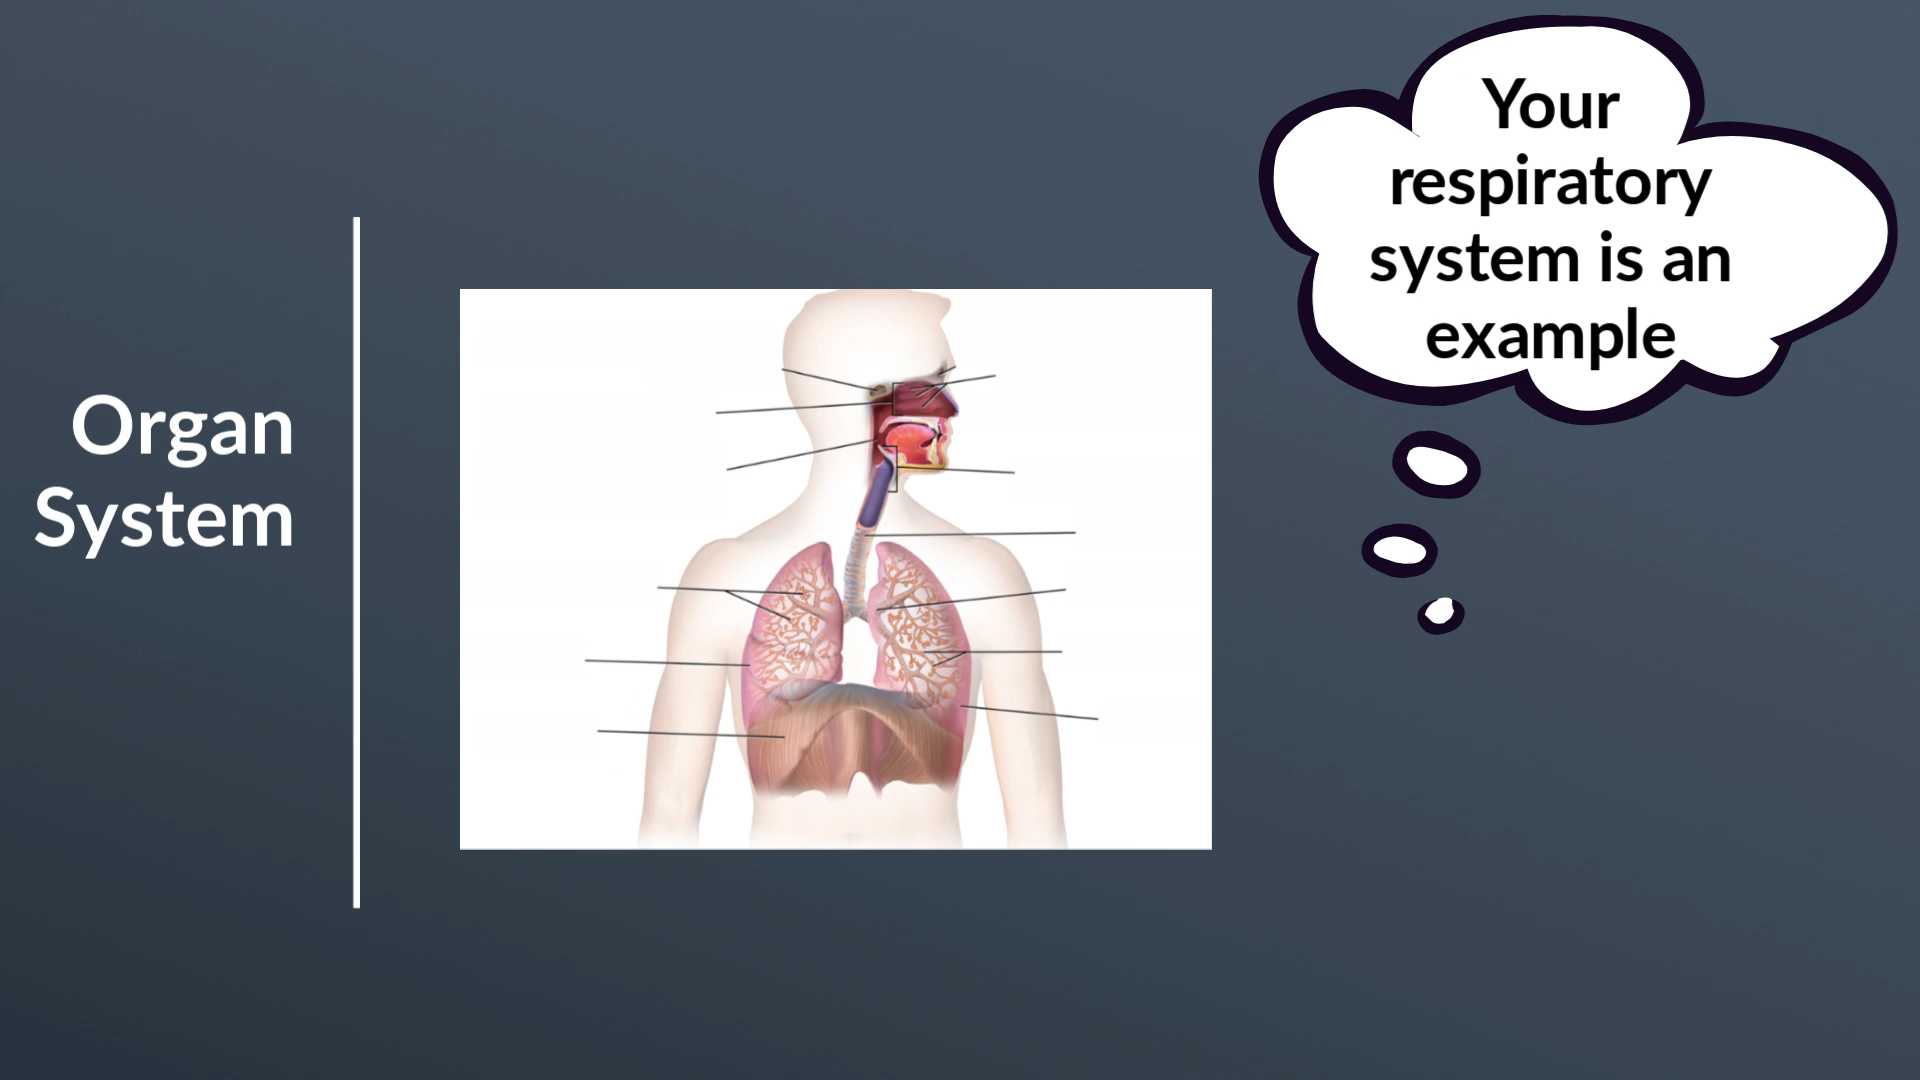 Organ
System
Your
respiratory
system is an
example